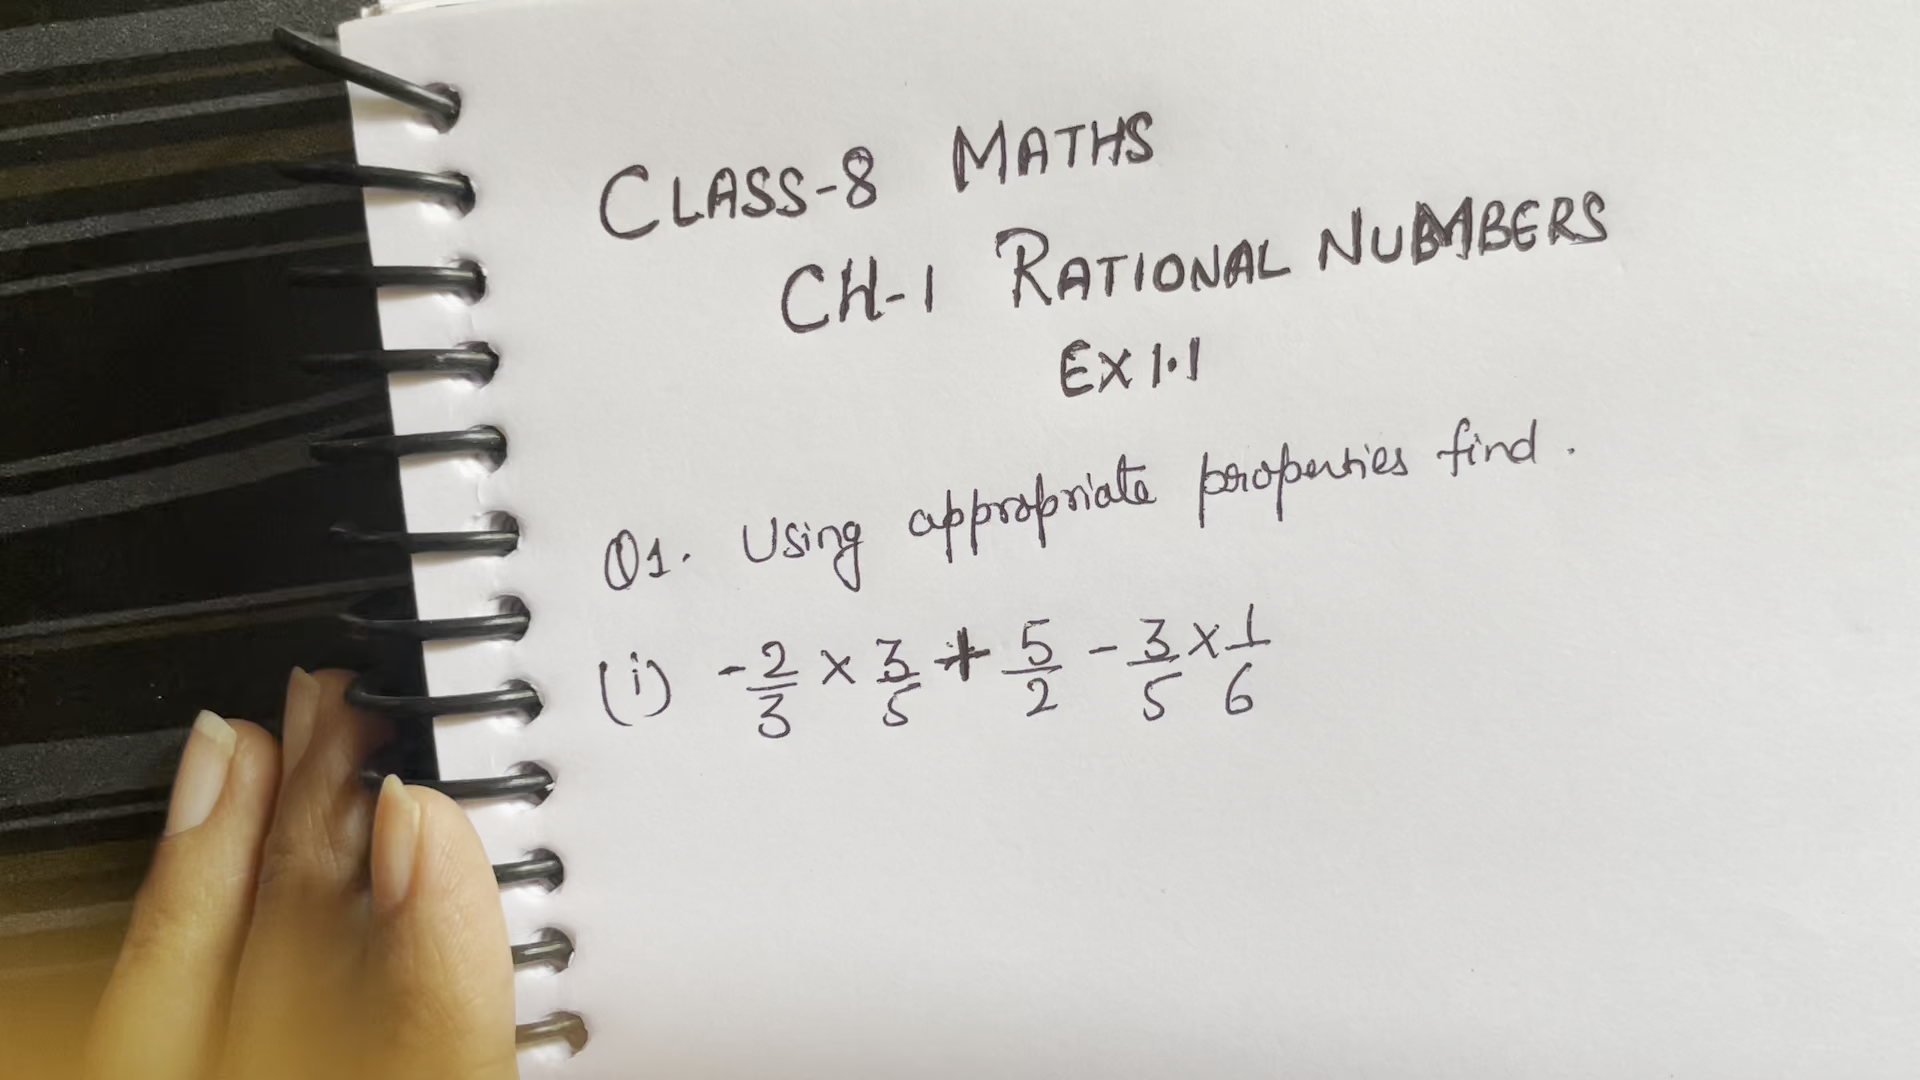 CLASS-8 MATHS
CH-1 RATIONAL NUMBERS
EX 1.1
Q1. Using appropriate properties find.
(i) -2/3 × 3/5 + 5/2 - 3/5 × 1/6